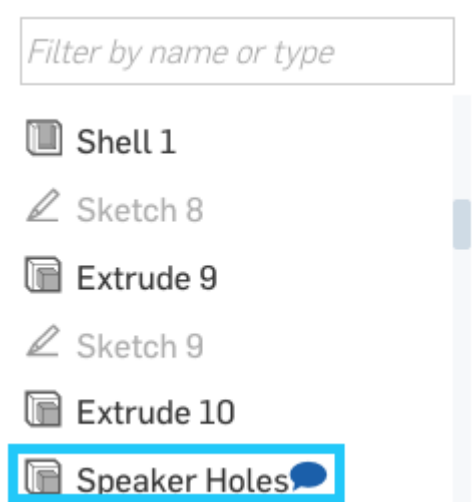 Filter by name or type
Shell 1
Sketch 8
Extrude 9
Sketch 9
Extrude 10
Speaker Holes